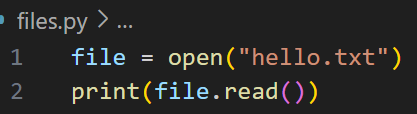 files.py > ...
1 file = open("hello.txt")
2 print(file.read())